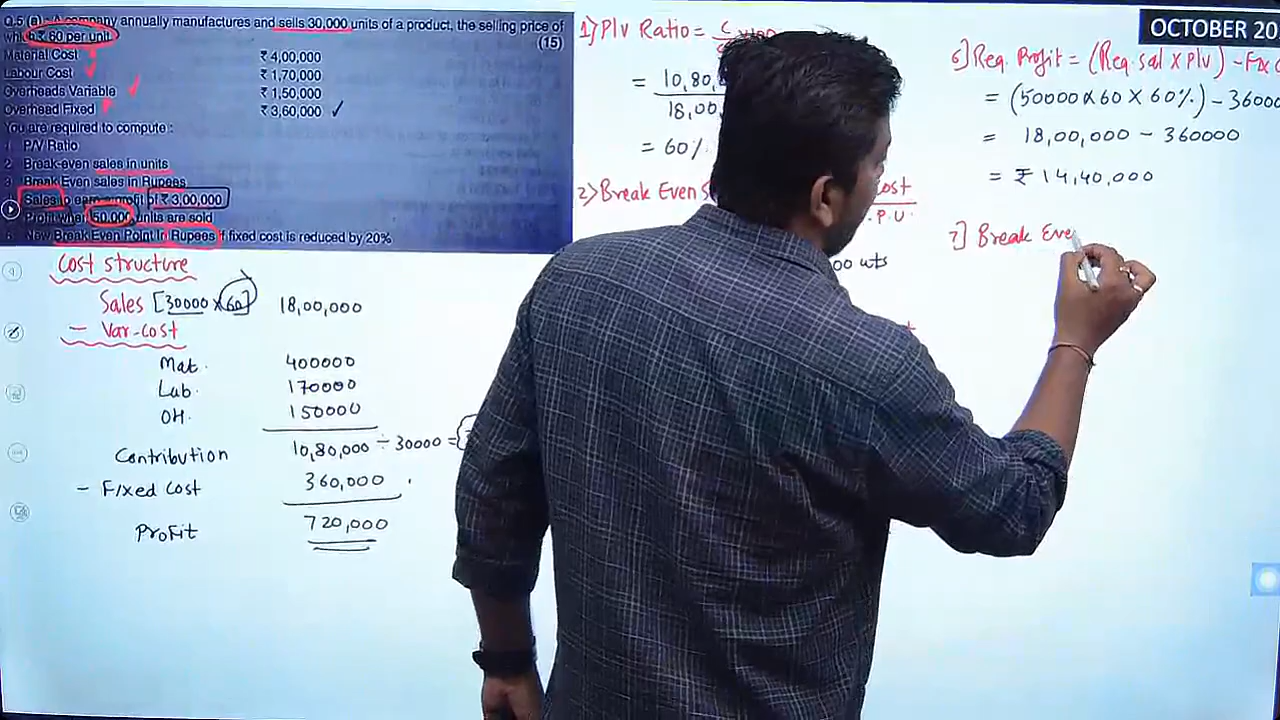 Q.5 (a) A company annually manufactures and sells 30,000 units of a product, the selling price of
which ₹ 60 per unit.
(15)
Material Cost ₹ 4,00,000
Labour Cost ₹ 1,70,000
Overheads Variable ₹ 1,50,000
Overhead Fixed ₹ 3,60,000
You are required to compute :
1 P/V Ratio
2 Break-even sales in units
3 Break Even sales in Rupees
Sales to earn a profit of ₹ 3,00,000
Profit when 50,000 units are sold
New Break Even Point in Rupees if fixed cost is reduced by 20%
Cost structure
Sales [30000 × 60] 18,00,000
- Var-cost
Mat. 400000
Lab. 170000
OH. 150000
Contribution 10,80,000 ÷ 30000 =
- Fixed cost 360,000
Profit 720,000
1) P/V Ratio = C
= 10,80,
18,00,
= 60%
2) Break Even S
cost
.P.U.
00 uts
OCTOBER 20
6] Req. Profit = (Req. sal × P/V) - Fix C
= (50000 × 60 × 60%) - 36000
= 18,00,000 - 360000
= ₹ 14,40,000
7] Break Eve